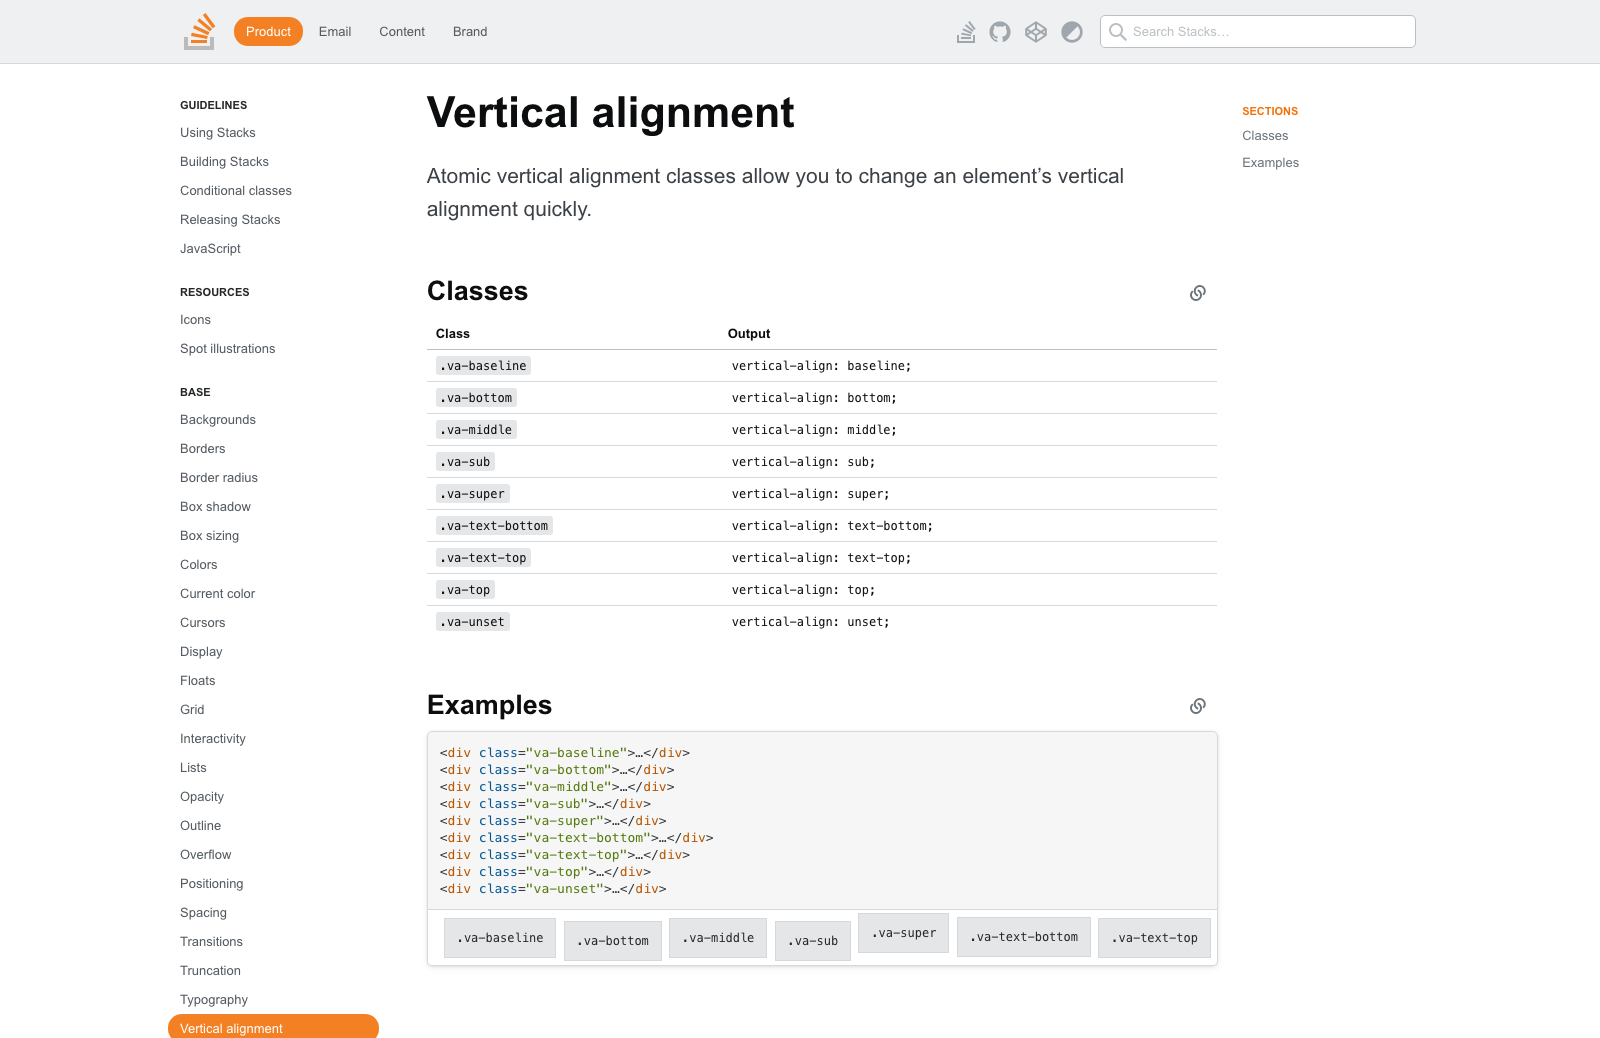 Product
Email
Content
Brand
Search Stacks…
GUIDELINES
Using Stacks
Building Stacks
Conditional classes
Releasing Stacks
JavaScript
RESOURCES
Icons
Spot illustrations
BASE
Backgrounds
Borders
Border radius
Box shadow
Box sizing
Colors
Current color
Cursors
Display
Floats
Grid
Interactivity
Lists
Opacity
Outline
Overflow
Positioning
Spacing
Transitions
Truncation
Typography
Vertical alignment
Vertical alignment
Atomic vertical alignment classes allow you to change an element’s vertical
alignment quickly.
Classes
Class Output
.va-baseline vertical-align: baseline;
.va-bottom vertical-align: bottom;
.va-middle vertical-align: middle;
.va-sub vertical-align: sub;
.va-super vertical-align: super;
.va-text-bottom vertical-align: text-bottom;
.va-text-top vertical-align: text-top;
.va-top vertical-align: top;
.va-unset vertical-align: unset;
Examples
<div class="va-baseline">…</div>
<div class="va-bottom">…</div>
<div class="va-middle">…</div>
<div class="va-sub">…</div>
<div class="va-super">…</div>
<div class="va-text-bottom">…</div>
<div class="va-text-top">…</div>
<div class="va-top">…</div>
<div class="va-unset">…</div>
.va-baseline .va-bottom .va-middle .va-sub .va-super .va-text-bottom .va-text-top
SECTIONS
Classes
Examples